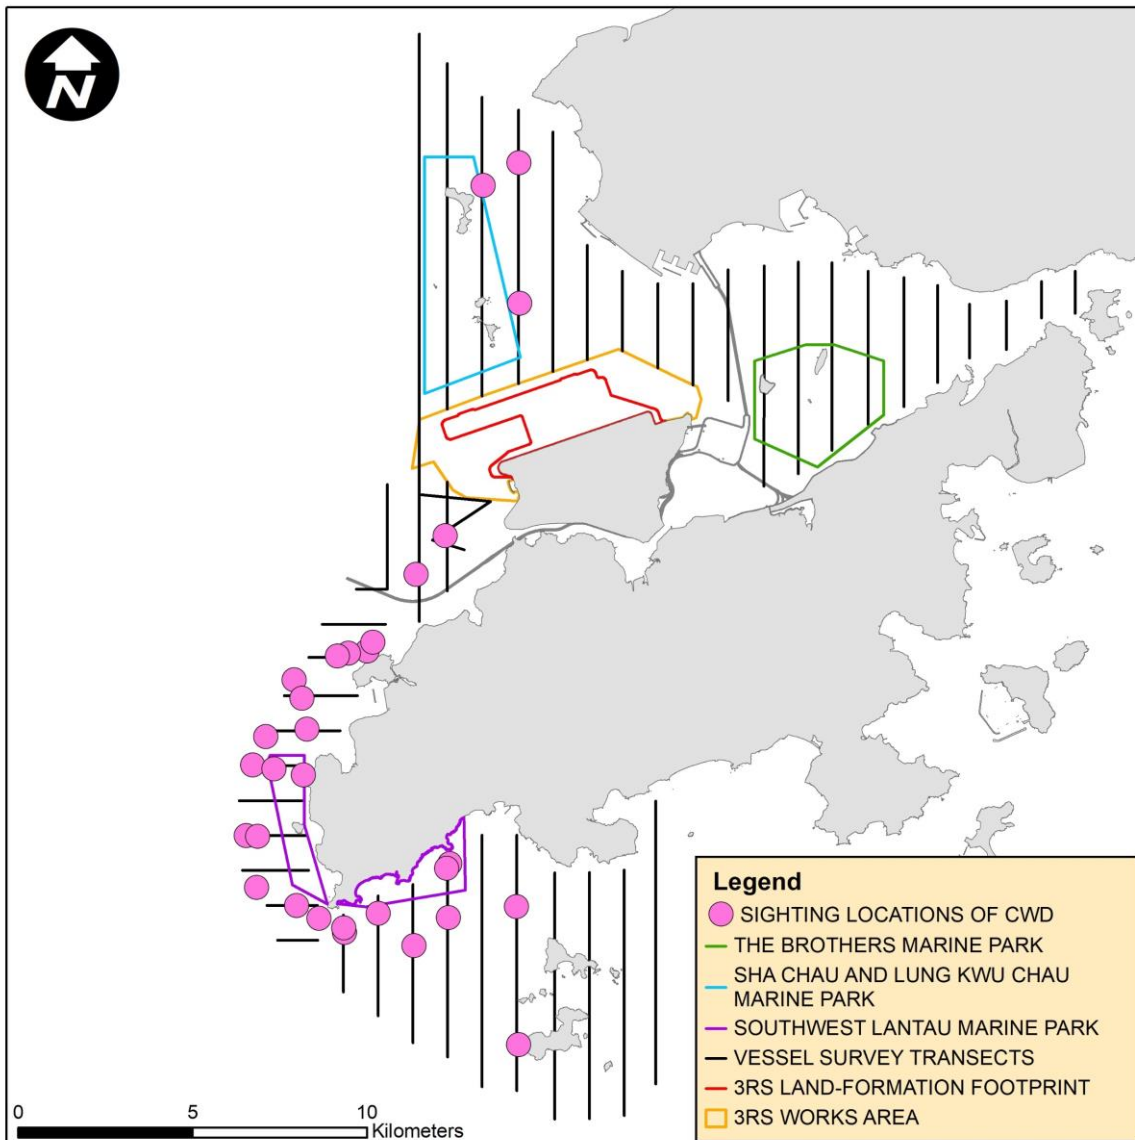 N
Legend
SIGHTING LOCATIONS OF CWD
THE BROTHERS MARINE PARK
SHA CHAU AND LUNG KWU CHAU
MARINE PARK
SOUTHWEST LANTAU MARINE PARK
VESSEL SURVEY TRANSECTS
3RS LAND-FORMATION FOOTPRINT
3RS WORKS AREA
0 5 10
Kilometers